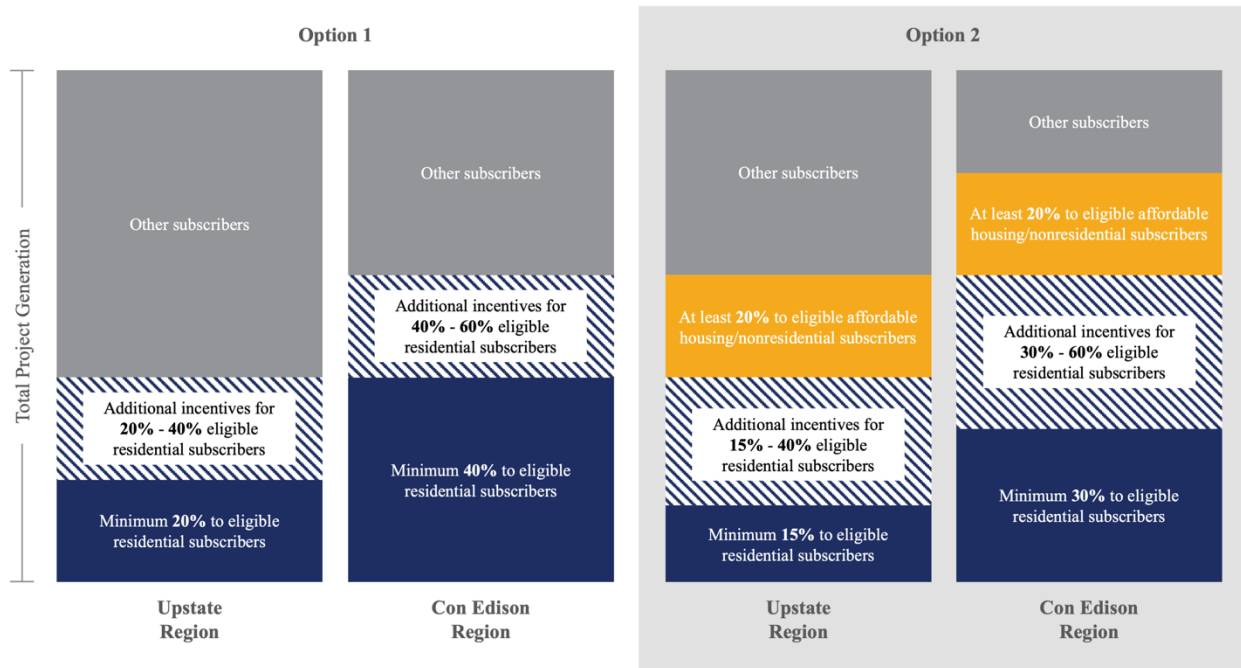 Option 1
Option 2
Total Project Generation
Other subscribers
Additional incentives for
20% - 40% eligible
residential subscribers
Minimum 20% to eligible
residential subscribers
Upstate
Region
Other subscribers
Additional incentives for
40% - 60% eligible
residential subscribers
Minimum 40% to eligible
residential subscribers
Con Edison
Region
Other subscribers
At least 20% to eligible affordable
housing/nonresidential subscribers
Additional incentives for
15% - 40% eligible
residential subscribers
Minimum 15% to eligible
residential subscribers
Upstate
Region
Other subscribers
At least 20% to eligible affordable
housing/nonresidential subscribers
Additional incentives for
30% - 60% eligible
residential subscribers
Minimum 30% to eligible
residential subscribers
Con Edison
Region